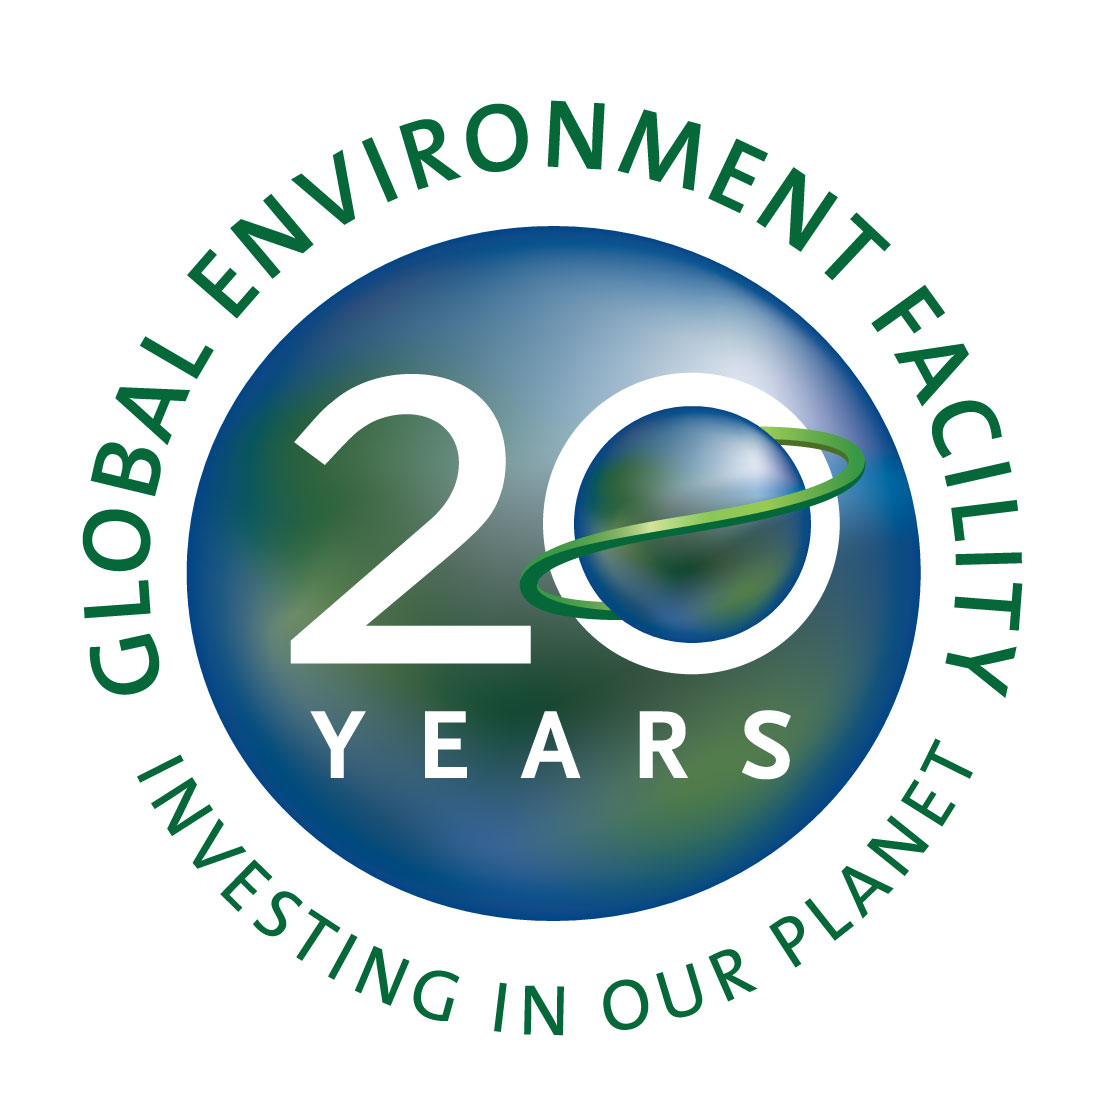 GLOBAL ENVIRONMENT FACILITY
20
YEARS
INVESTING IN OUR PLANET